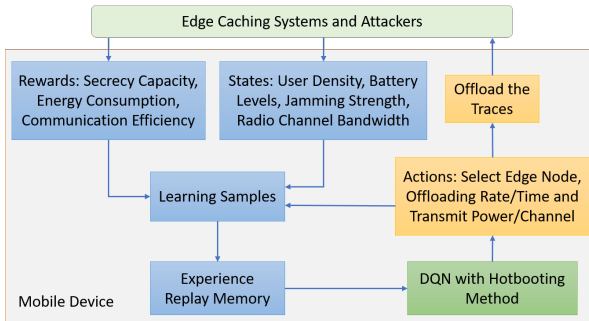 Edge Caching Systems and Attackers
Rewards: Secrecy Capacity,
Energy Consumption,
Communication Efficiency
States: User Density, Battery
Levels, Jamming Strength,
Radio Channel Bandwidth
Offload the
Traces
Learning Samples
Actions: Select Edge Node,
Offloading Rate/Time and
Transmit Power/Channel
Experience
Replay Memory
DQN with Hotbooting
Method
Mobile Device